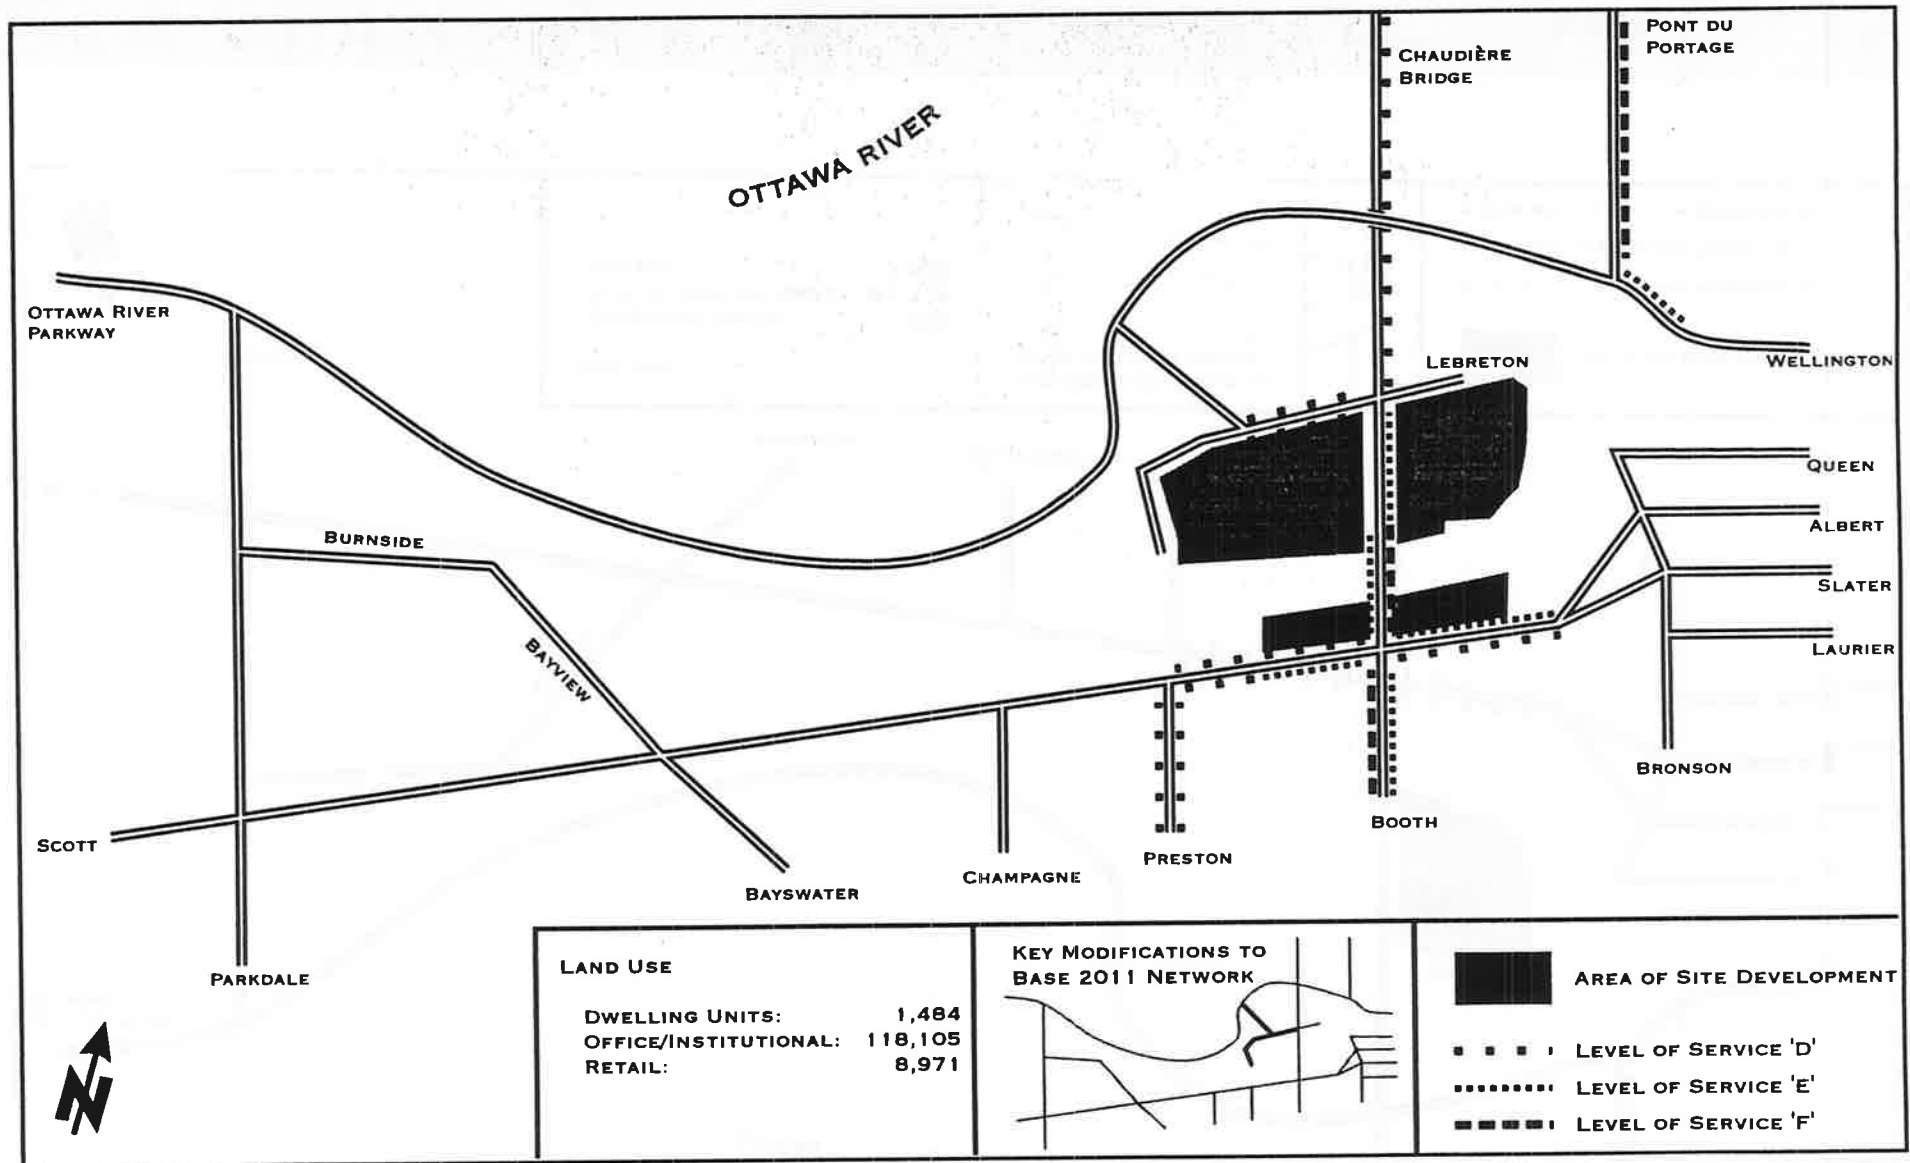 PONT DU
PORTAGE
CHAUDIÈRE
BRIDGE
OTTAWA RIVER
OTTAWA RIVER
PARKWAY
LEBRETON
WELLINGTON
QUEEN
BURNSIDE
ALBERT
SLATER
BAYVIEW
LAURIER
BRONSON
BOOTH
SCOTT
PRESTON
CHAMPAGNE
BAYSWATER
PARKDALE
N
LAND USE
DWELLING UNITS: 1,484
OFFICE/INSTITUTIONAL: 118,105
RETAIL: 8,971
KEY MODIFICATIONS TO
BASE 2011 NETWORK
AREA OF SITE DEVELOPMENT
LEVEL OF SERVICE 'D'
LEVEL OF SERVICE 'E'
LEVEL OF SERVICE 'F'